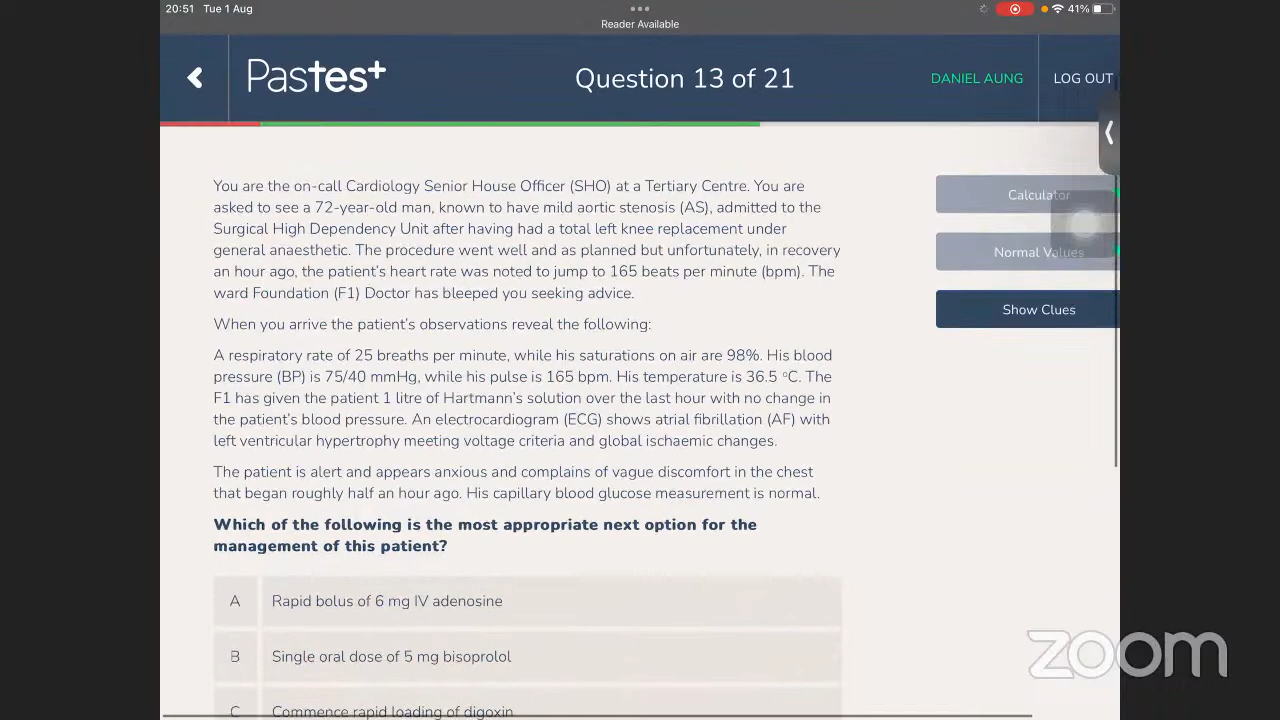 20:51 Tue 1 Aug
41%
Reader Available
Pastest
Question 13 of 21
DANIEL AUNG
LOG OUT
You are the on-call Cardiology Senior House Officer (SHO) at a Tertiary Centre. You are
asked to see a 72-year-old man, known to have mild aortic stenosis (AS), admitted to the
Surgical High Dependency Unit after having had a total left knee replacement under
general anaesthetic. The procedure went well and as planned but unfortunately, in recovery
an hour ago, the patient's heart rate was noted to jump to 165 beats per minute (bpm). The
ward Foundation (F1) Doctor has bleeped you seeking advice.
When you arrive the patient's observations reveal the following:
A respiratory rate of 25 breaths per minute, while his saturations on air are 98%. His blood
pressure (BP) is 75/40 mmHg, while his pulse is 165 bpm. His temperature is 36.5 °C. The
F1 has given the patient 1 litre of Hartmann's solution over the last hour with no change in
the patient's blood pressure. An electrocardiogram (ECG) shows atrial fibrillation (AF) with
left ventricular hypertrophy meeting voltage criteria and global ischaemic changes.
The patient is alert and appears anxious and complains of vague discomfort in the chest
that began roughly half an hour ago. His capillary blood glucose measurement is normal.
Which of the following is the most appropriate next option for the
management of this patient?
A Rapid bolus of 6 mg IV adenosine
B Single oral dose of 5 mg bisoprolol
C Commence rapid loading of digoxin
Calculator
Normal Values
Show Clues
zoom